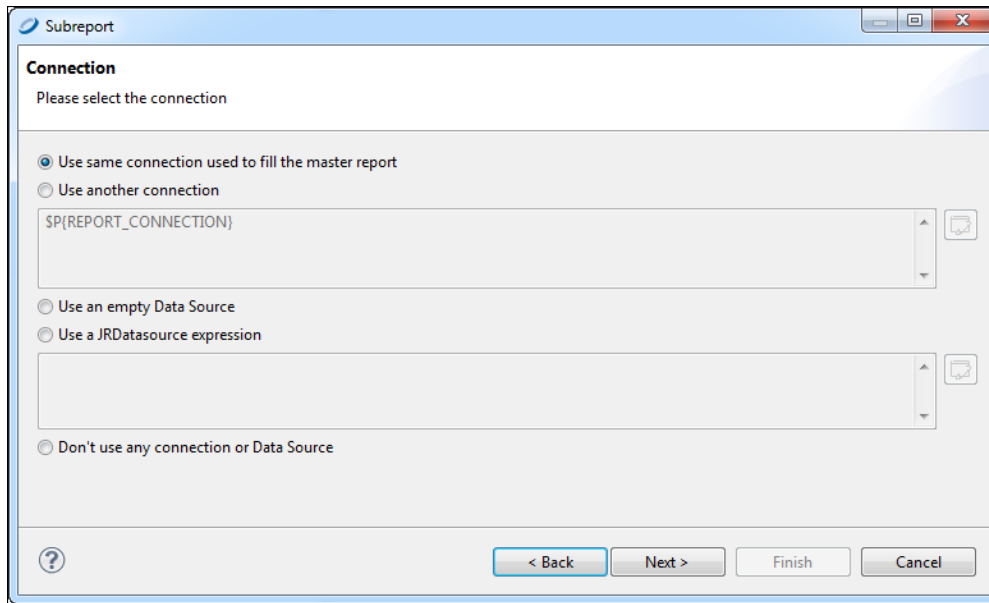 Subreport
Connection
Please select the connection
Use same connection used to fill the master report
Use another connection
$P{REPORT_CONNECTION}
Use an empty Data Source
Use a JRDatasource expression
Don't use any connection or Data Source
? < Back Next > Finish Cancel